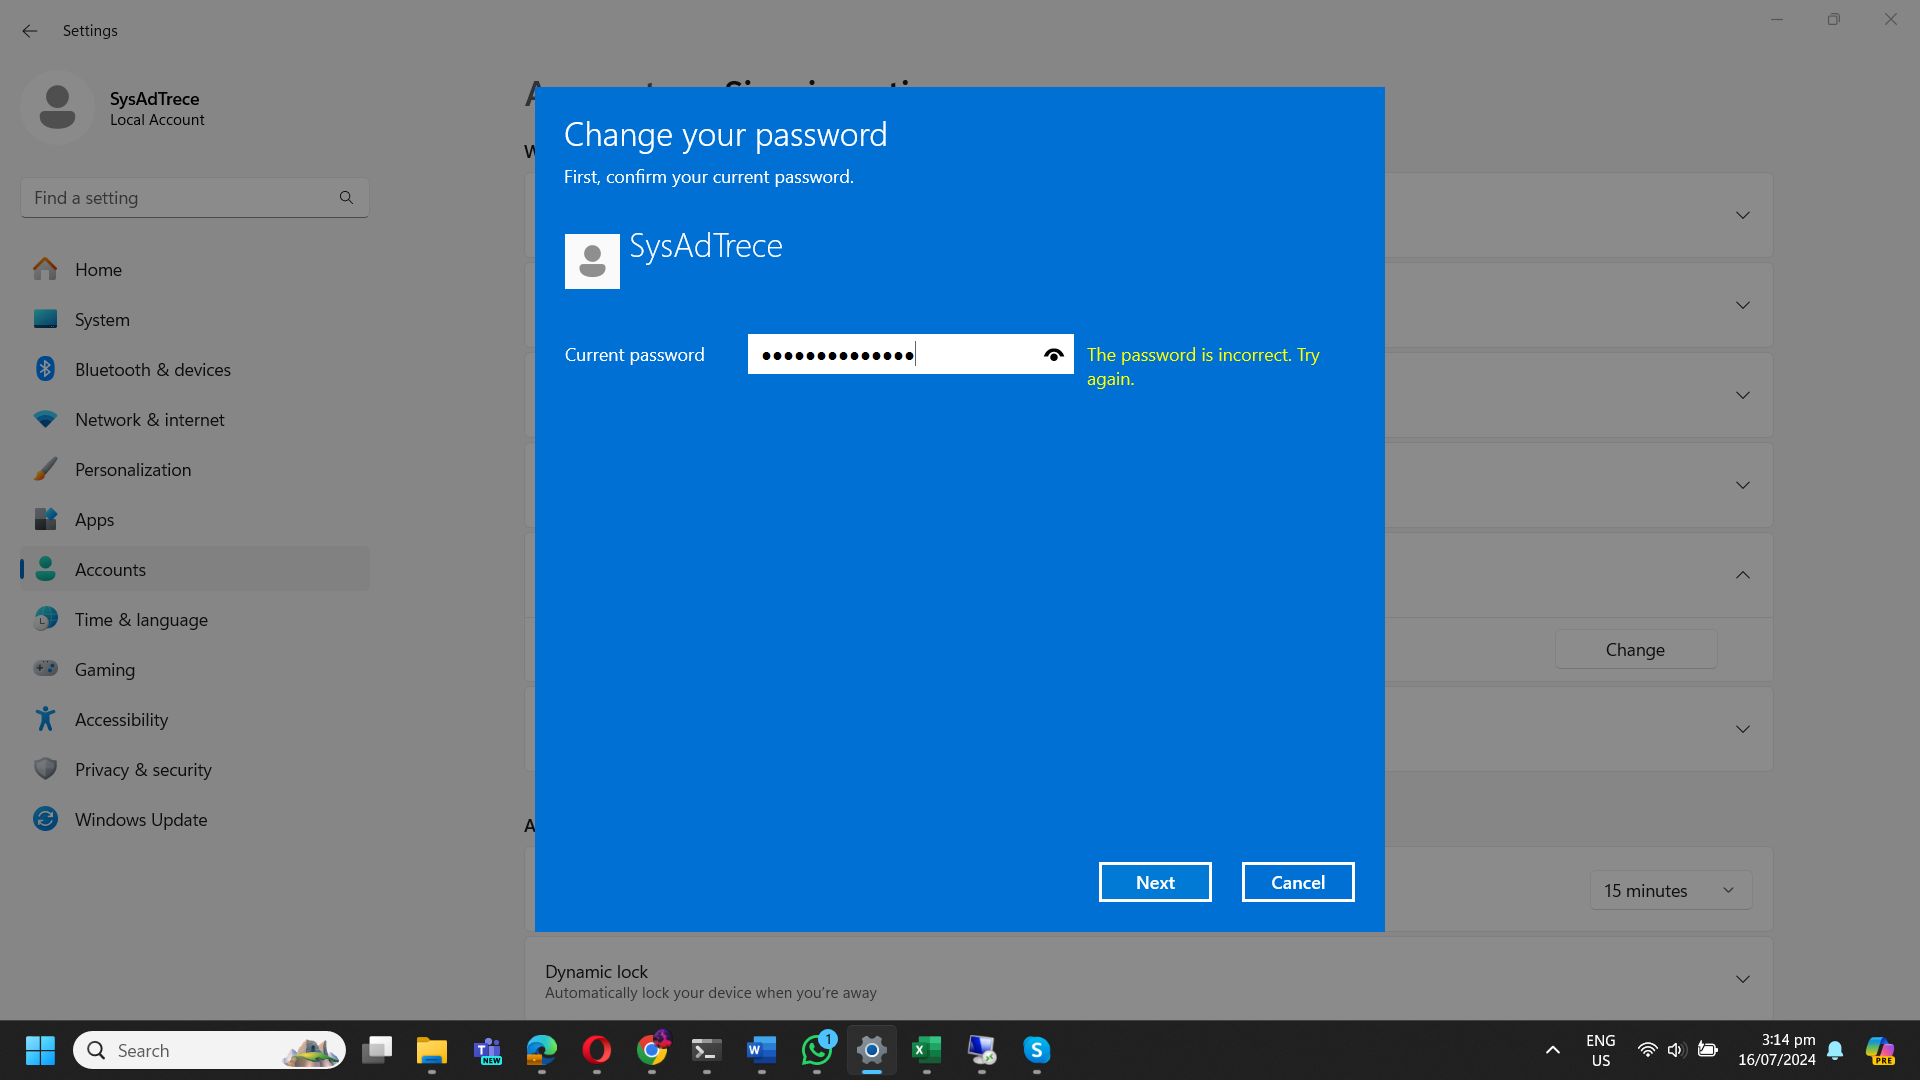 Settings
SysAdTrece
Local Account
Find a setting
Home
System
Bluetooth & devices
Network & internet
Personalization
Apps
Accounts
Time & language
Gaming
Accessibility
Privacy & security
Windows Update
Change your password
First, confirm your current password.
SysAdTrece
Current password
The password is incorrect. Try
again.
Next
Cancel
Change
15 minutes
Dynamic lock
Automatically lock your device when you're away
Search
NEW
1
ENG
US
3:14 pm
16/07/2024
PRE